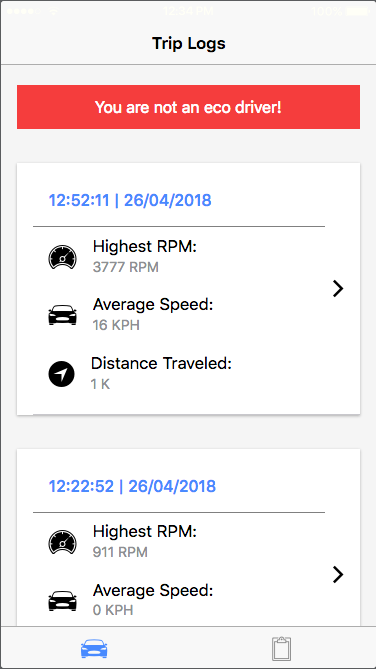 Trip Logs
You are not an eco driver!
12:52:11 | 26/04/2018
Highest RPM:
3777 RPM
Average Speed:
16 KPH
Distance Traveled:
1 K
12:22:52 | 26/04/2018
Highest RPM:
911 RPM
Average Speed:
0 KPH